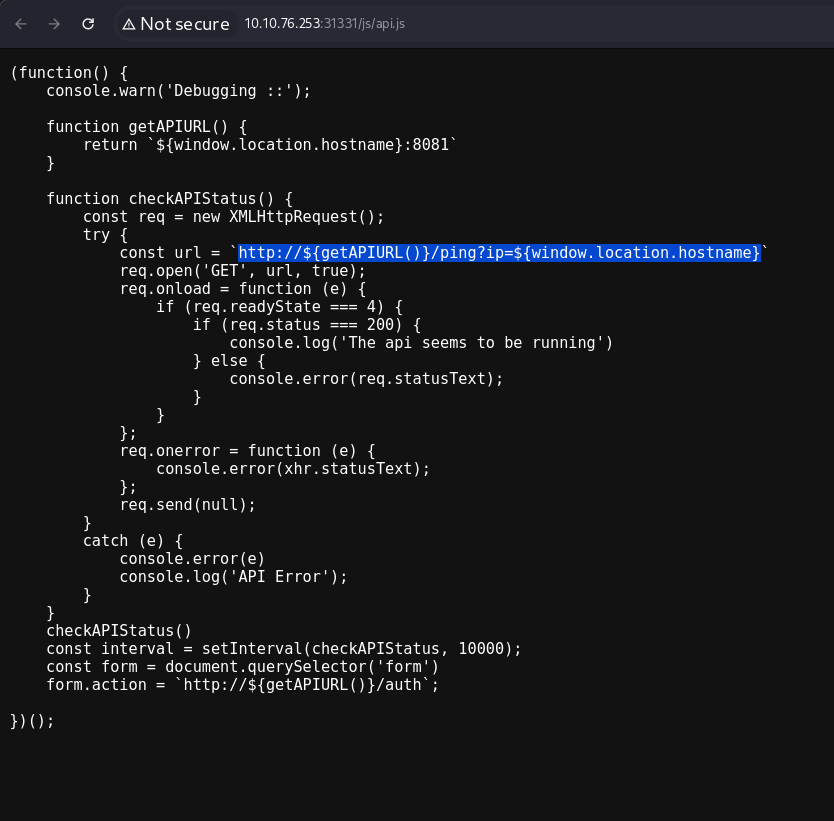 Not secure 10.10.76.253:31331/js/api.js
(function() {
    console.warn('Debugging ::');

    function getAPIURL() {
        return `${window.location.hostname}:8081`
    }

    function checkAPIStatus() {
        const req = new XMLHttpRequest();
        try {
            const url = `http://${getAPIURL()}/ping?ip=${window.location.hostname}`
            req.open('GET', url, true);
            req.onload = function (e) {
                if (req.readyState === 4) {
                    if (req.status === 200) {
                        console.log('The api seems to be running')
                    } else {
                        console.error(req.statusText);
                    }
                }
            };
            req.onerror = function (e) {
                console.error(xhr.statusText);
            };
            req.send(null);
        }
        catch (e) {
            console.error(e)
            console.log('API Error');
        }
    }
    checkAPIStatus()
    const interval = setInterval(checkAPIStatus, 10000);
    const form = document.querySelector('form')
    form.action = `http://${getAPIURL()}/auth`;

})();